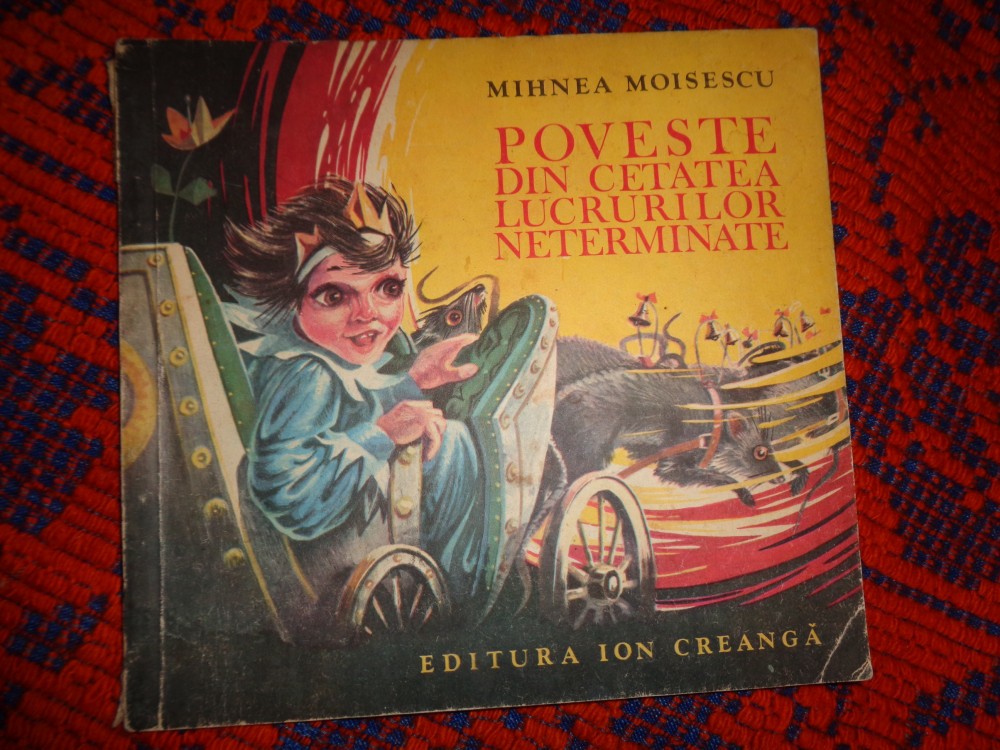 MIHNEA MOISESCU
POVESTE
DIN CETATEA
LUCRURILOR
NETERMINATE
EDITURA ION CREANGĂ